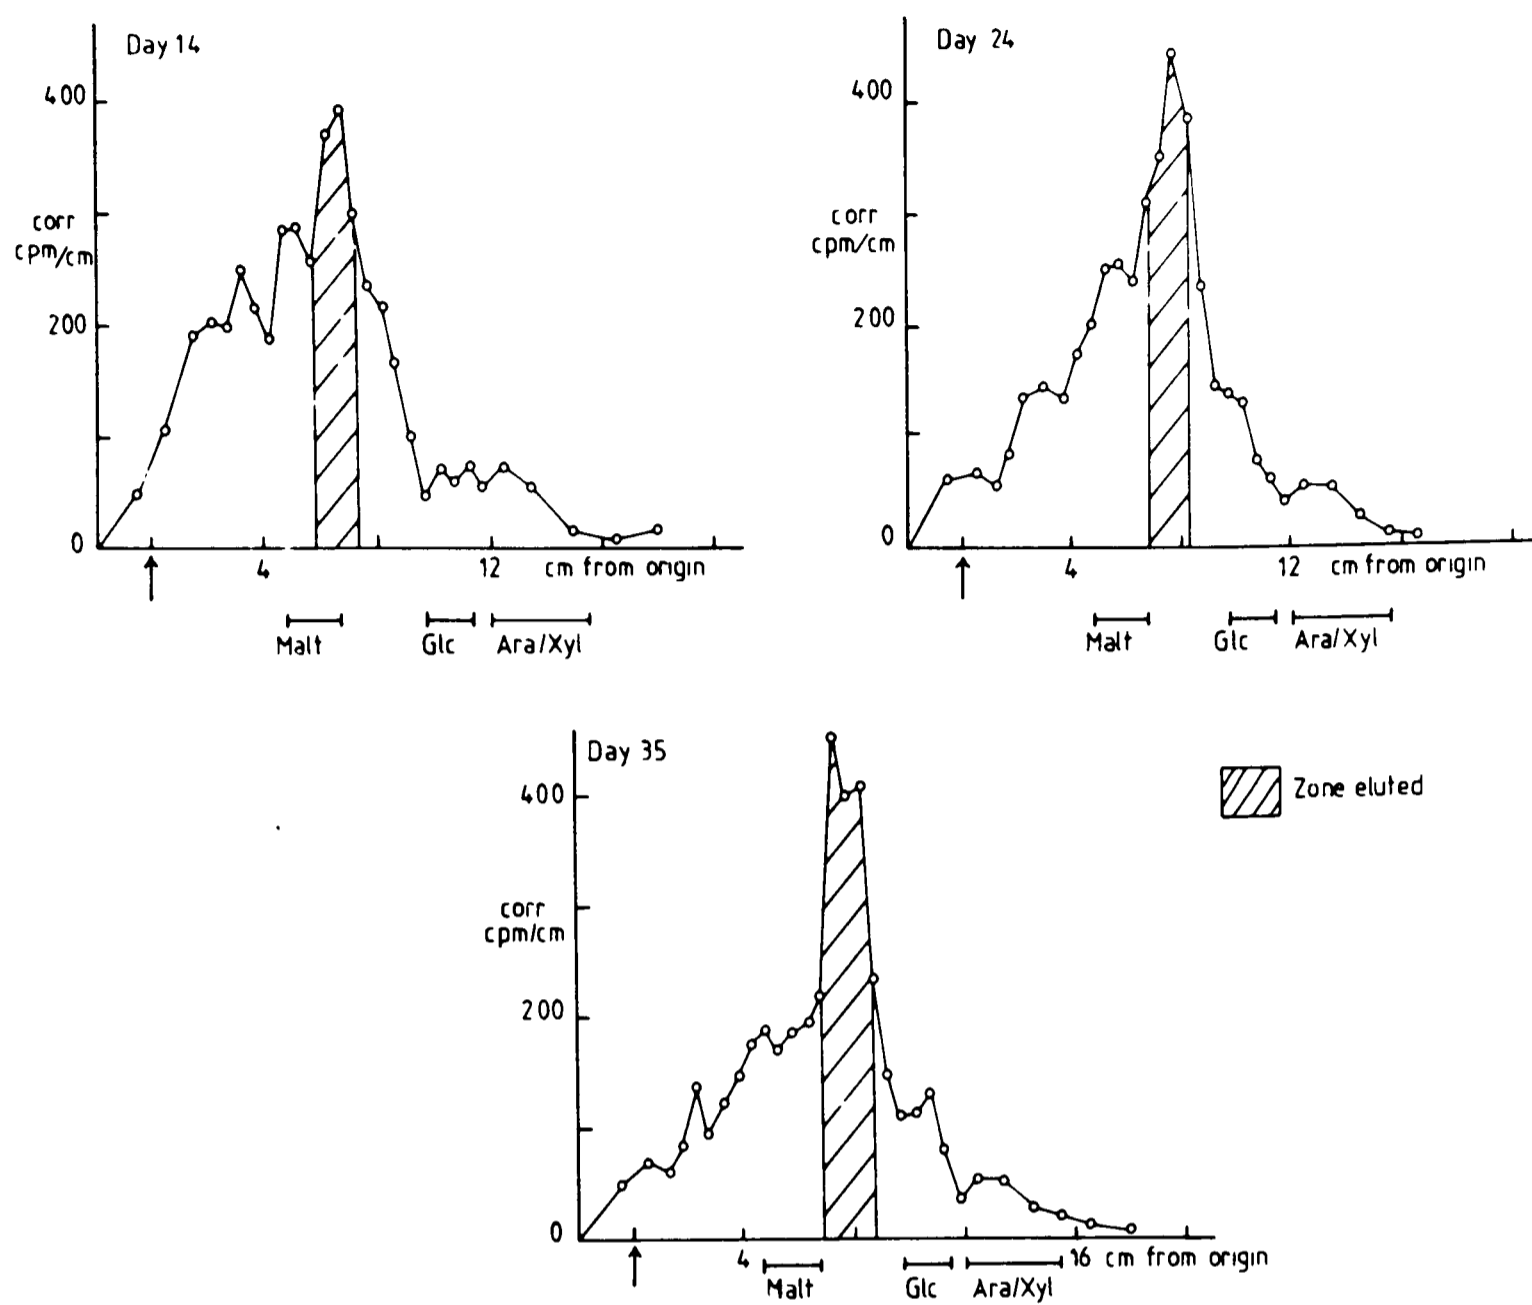 Day 14
400
corr
cpm/cm
200
0
4
12
cm from origin
Malt
Glc
Ara/Xyl
Day 24
400
corr
cpm/cm
200
0
4
12
cm from origin
Malt
Glc
Ara/Xyl
Day 35
400
corr
cpm/cm
200
0
4
16
cm from origin
Malt
Glc
Ara/Xyl
Zone eluted